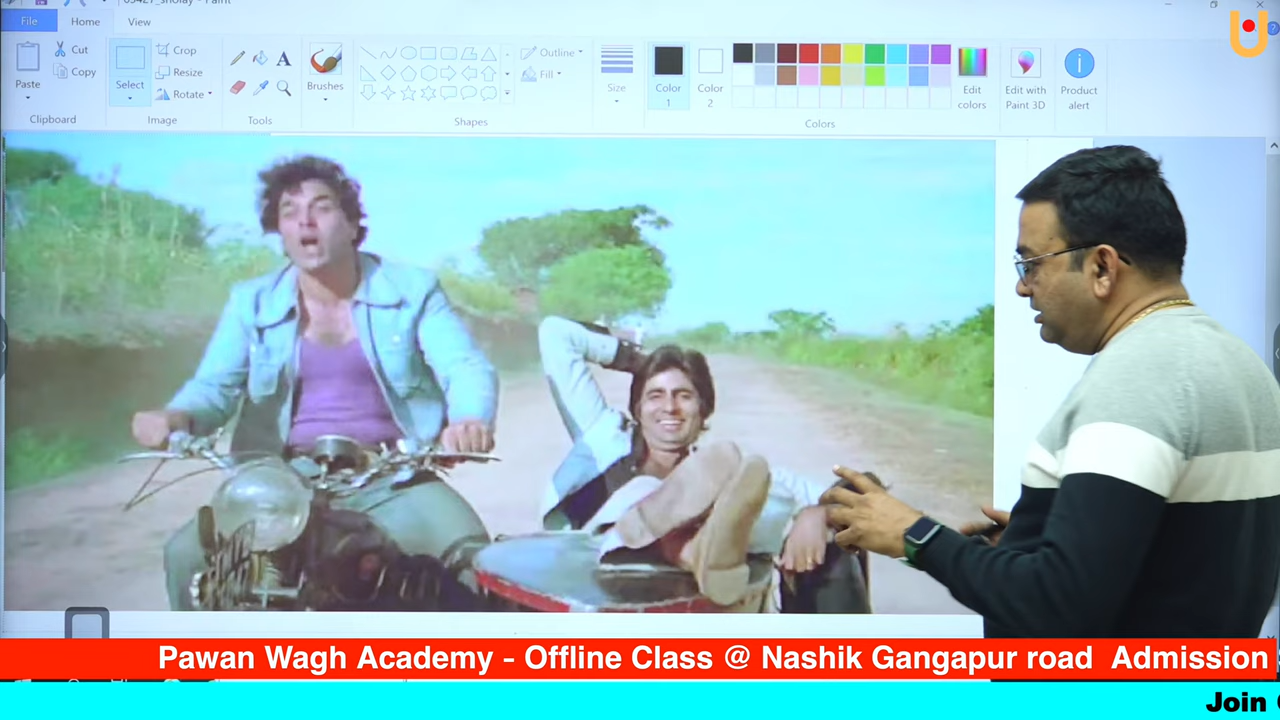 File
Home
View
Paste
Cut
Copy
Clipboard
Select
Crop
Resize
Rotate
Image
A
Tools
Brushes
Shapes
Outline
Fill
Size
Color
1
Color
2
Colors
Edit
colors
Edit with
Paint 3D
Product
alert
Pawan Wagh Academy - Offline Class @ Nashik Gangapur road Admission
Join